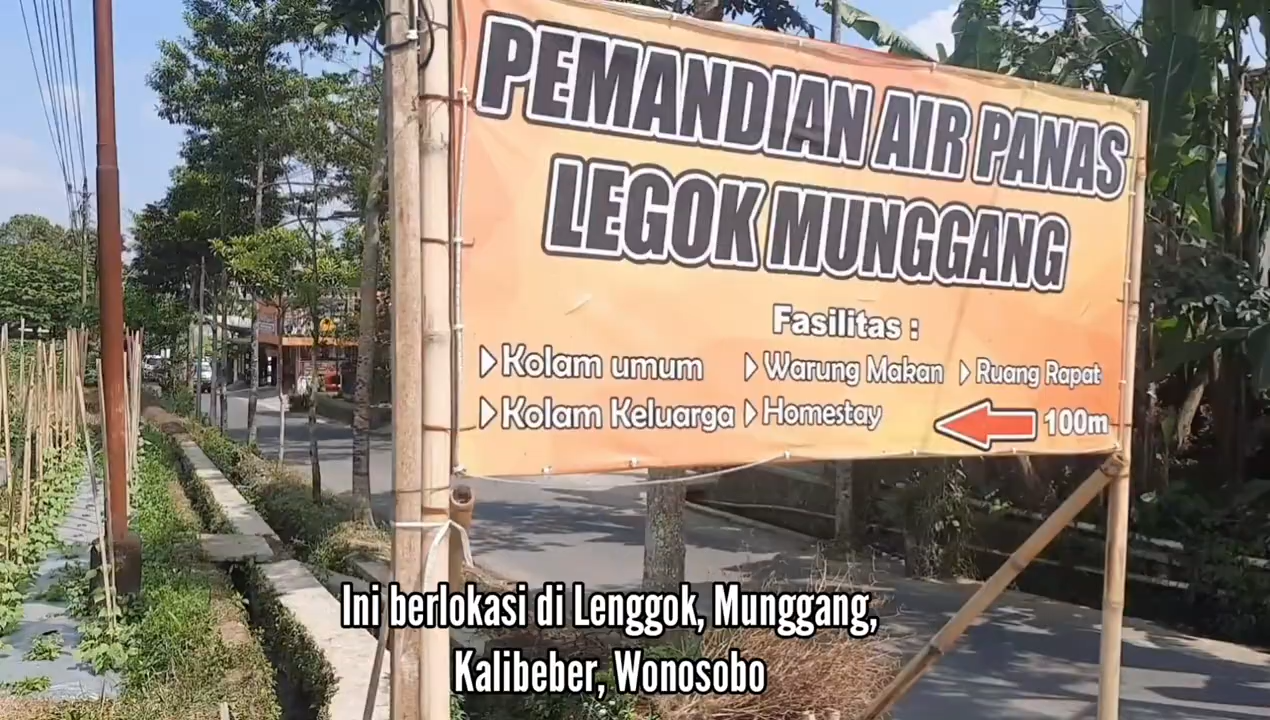 PEMANDIAN AIR PANAS
LEGOK MUNGGANG
Fasilitas :
Kolam umum
Warung Makan
Ruang Rapat
Kolam Keluarga
Homestay
100m
Ini berlokasi di Lenggok, Munggang,
Kalibeber, Wonosobo